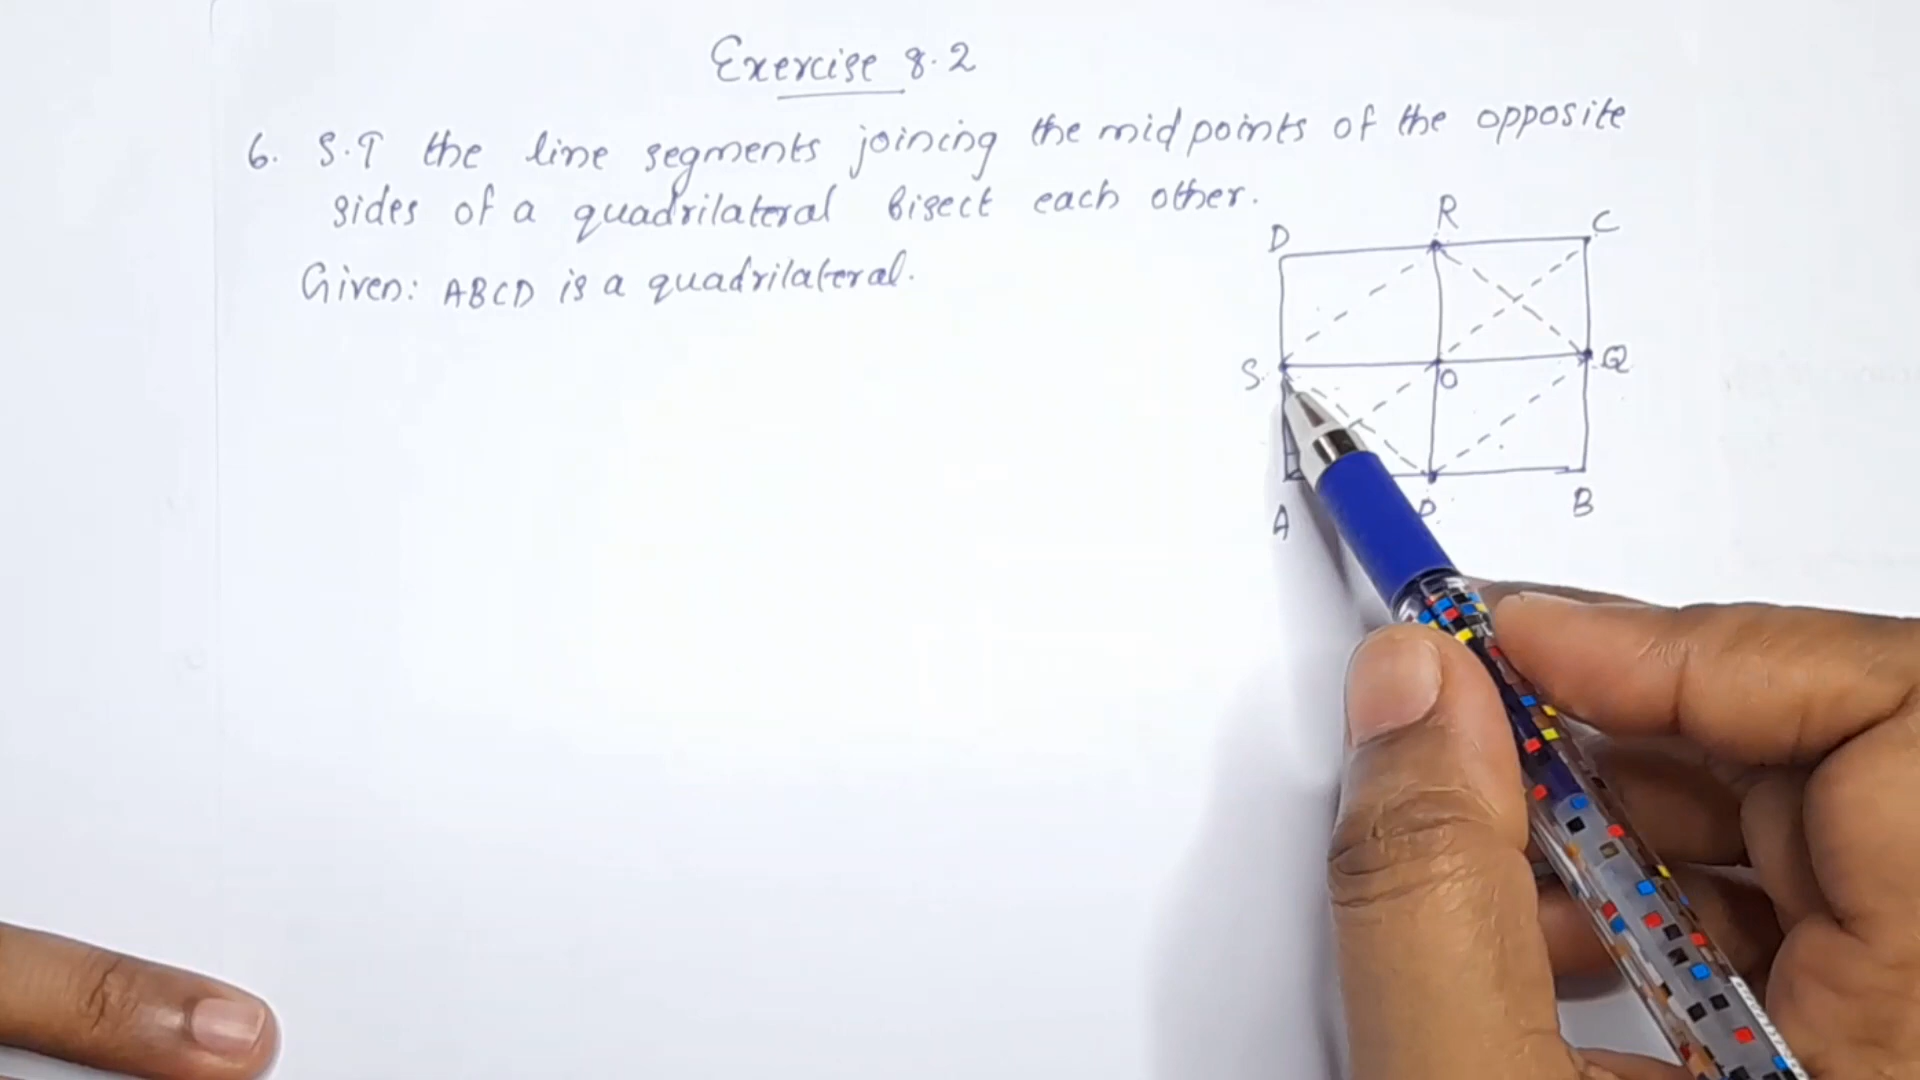 Exercise 8.2
6. S.T the line segments joining the mid points of the opposite
sides of a quadrilateral bisect each other.
Given: ABCD is a quadrilateral.
D R C
S O Q
A P B